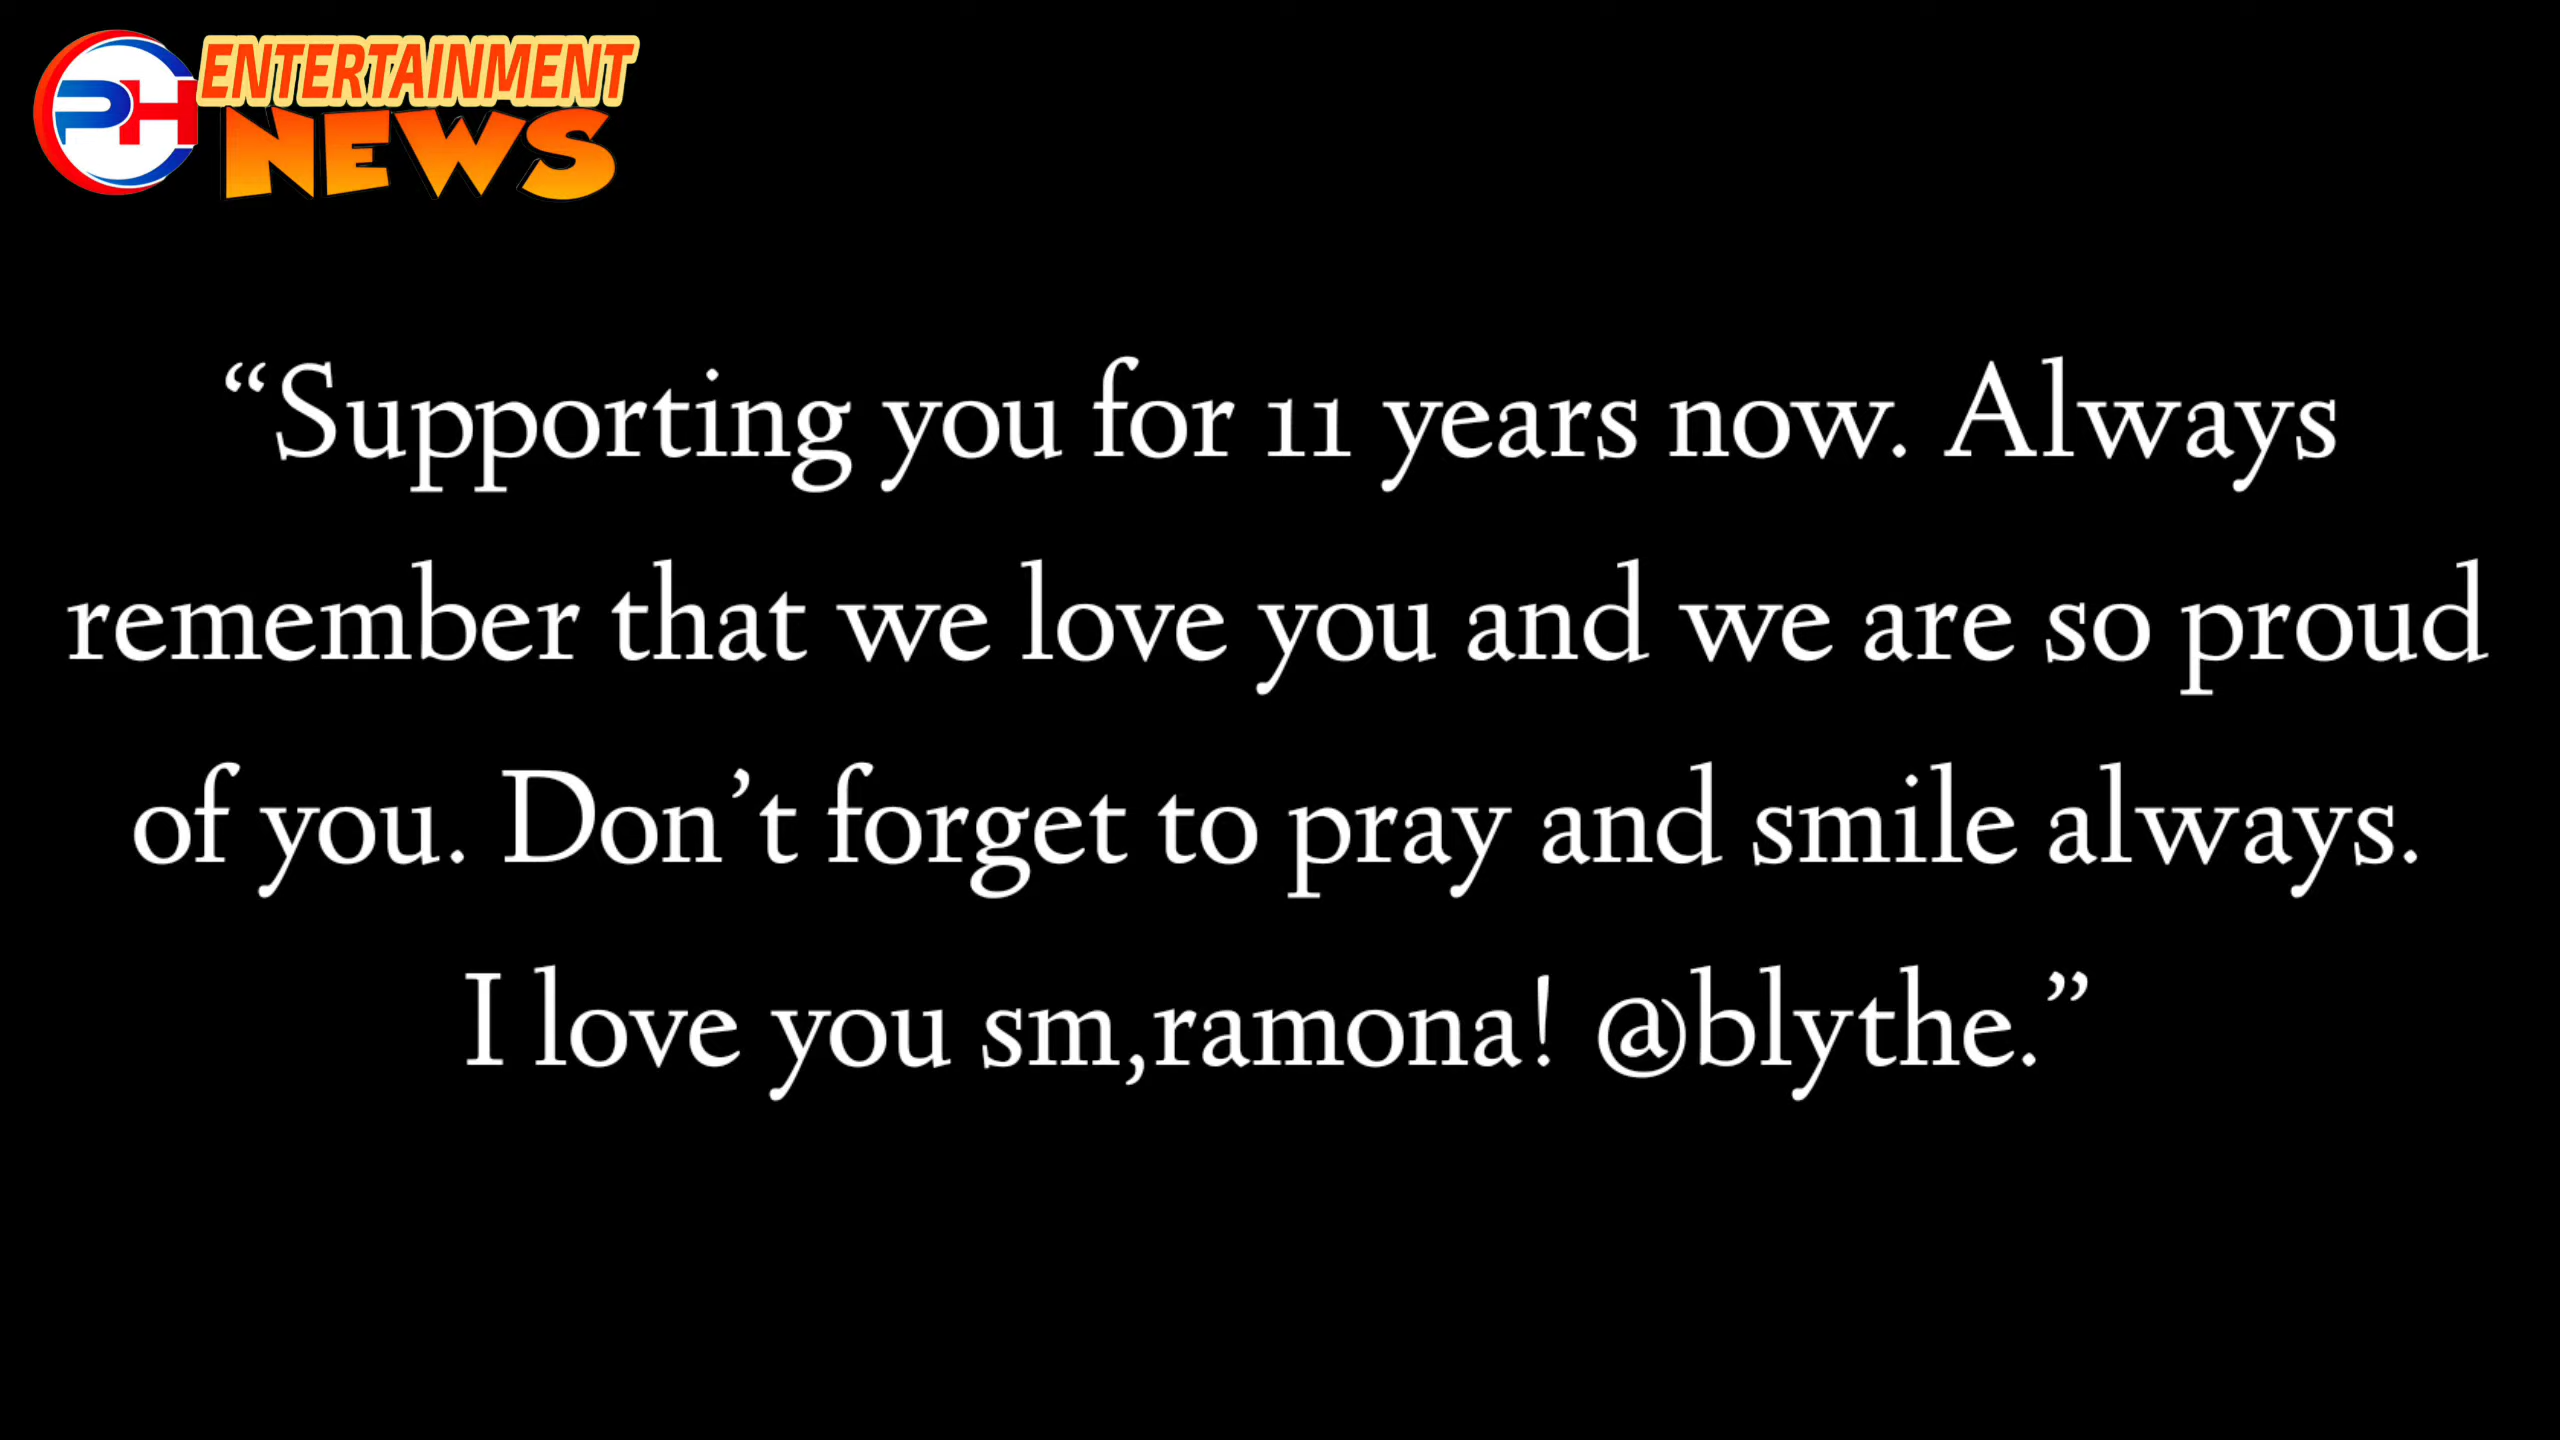 PH ENTERTAINMENT
NEWS
“Supporting you for 11 years now. Always
remember that we love you and we are so proud
of you. Don’t forget to pray and smile always.
I love you sm,ramona! @blythe.”